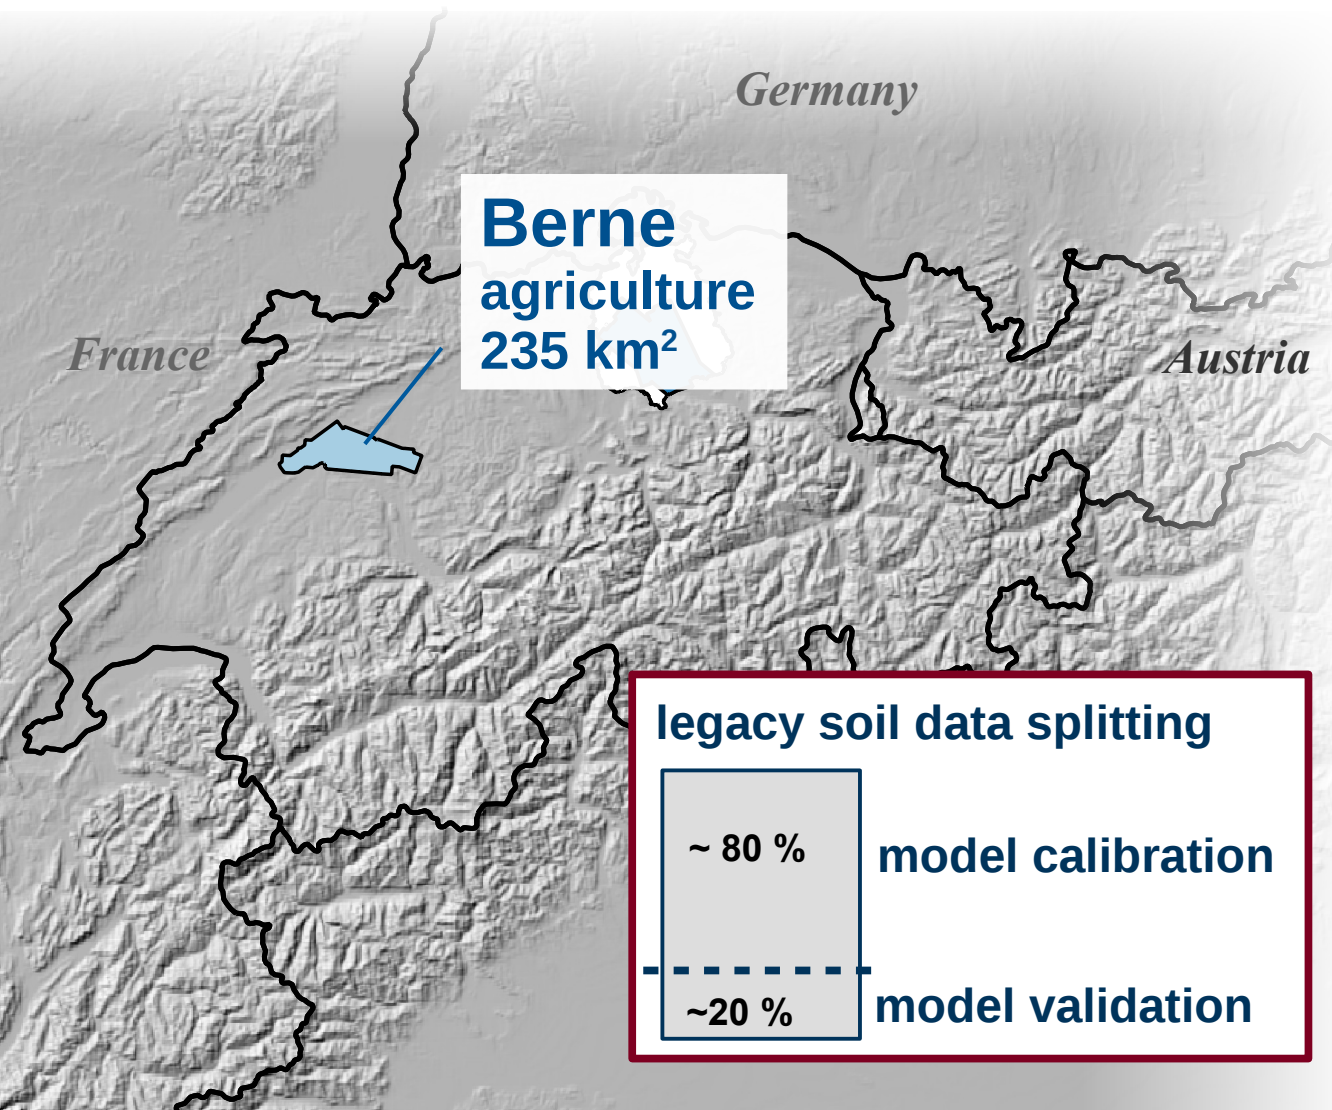 Germany
Berne
agriculture
235 km²
France
Austria
legacy soil data splitting
~ 80 %
model calibration
~20 %
model validation